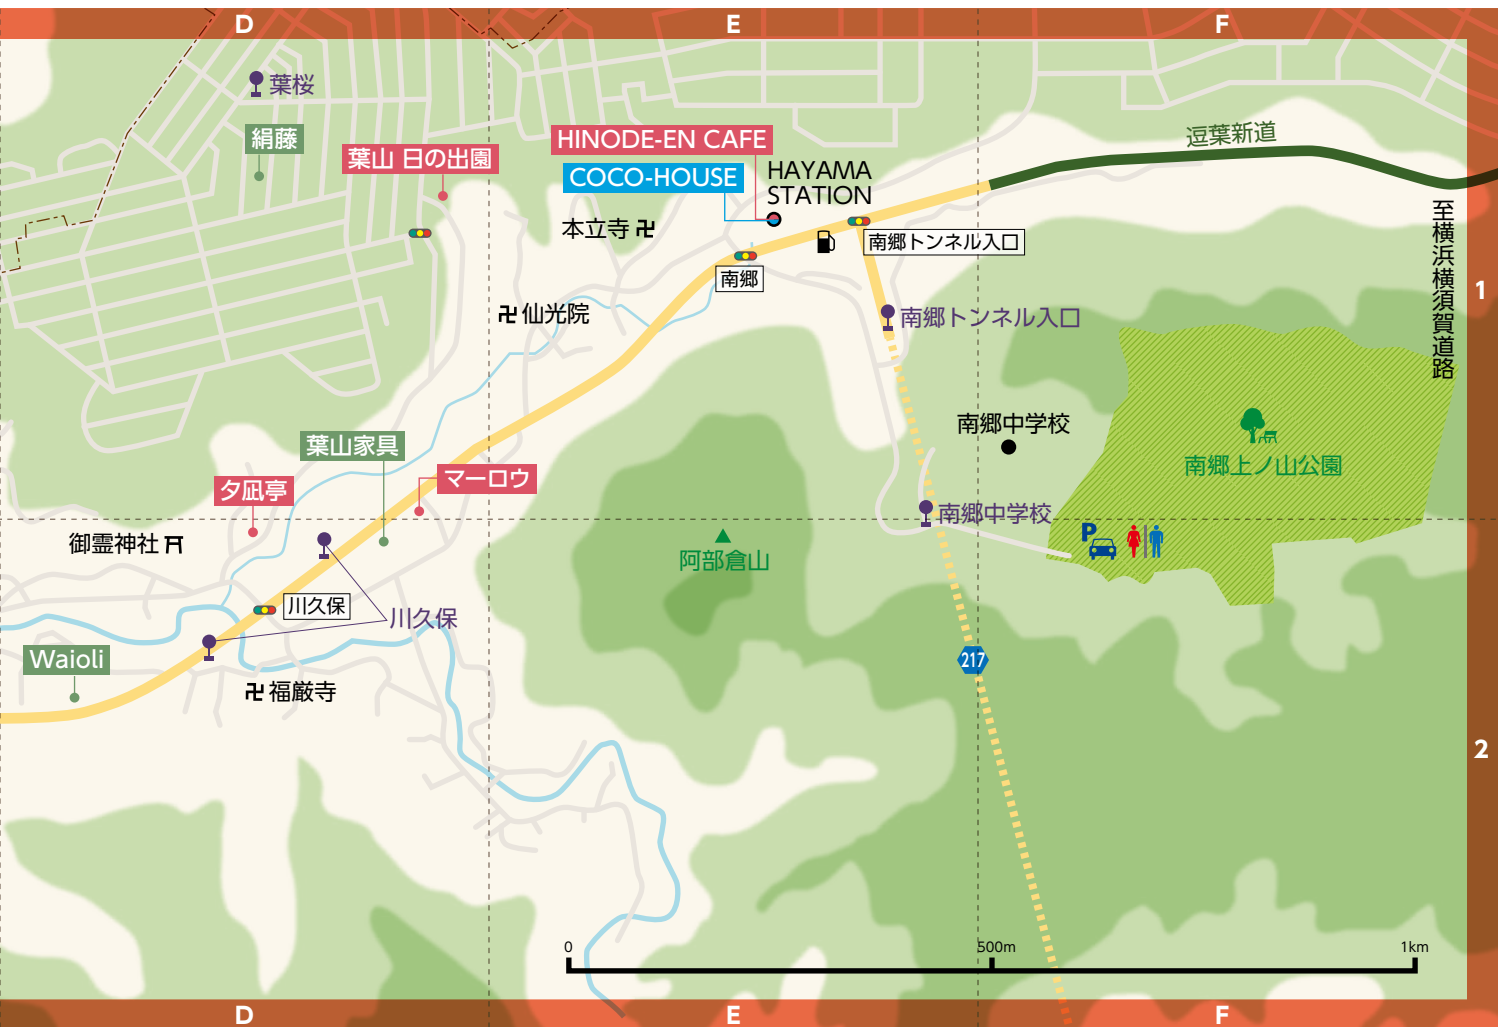 D
E
F
葉桜
絹藤
葉山 日の出園
HINODE-EN CAFE
COCO-HOUSE
HAYAMA
STATION
逗葉新道
至横浜横須賀道路
本立寺
南郷
南郷トンネル入口
1
仙光院
南郷トンネル入口
南郷中学校
南郷上ノ山公園
葉山家具
マーロウ
夕凪亭
南郷中学校
P
御霊神社
阿部倉山
川久保
川久保
Waioli
217
福厳寺
2
0
500m
1km
D
E
F